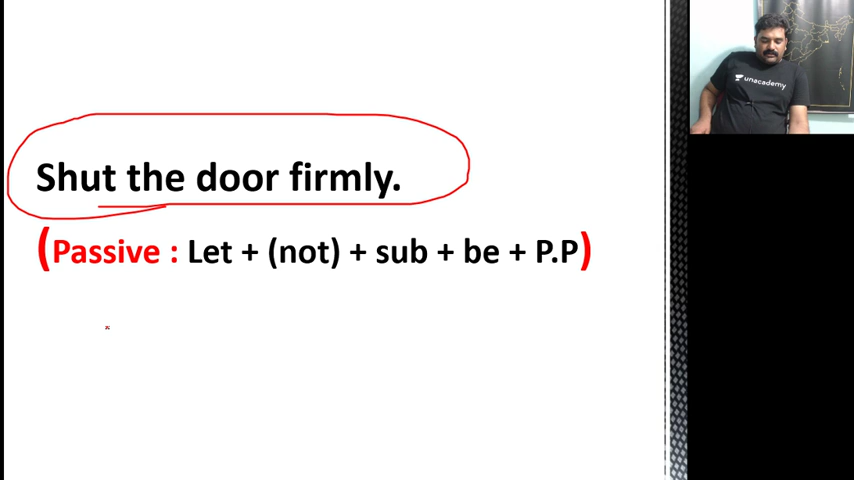 Shut the door firmly.
(Passive : Let + (not) + sub + be + P.P)
unacademy